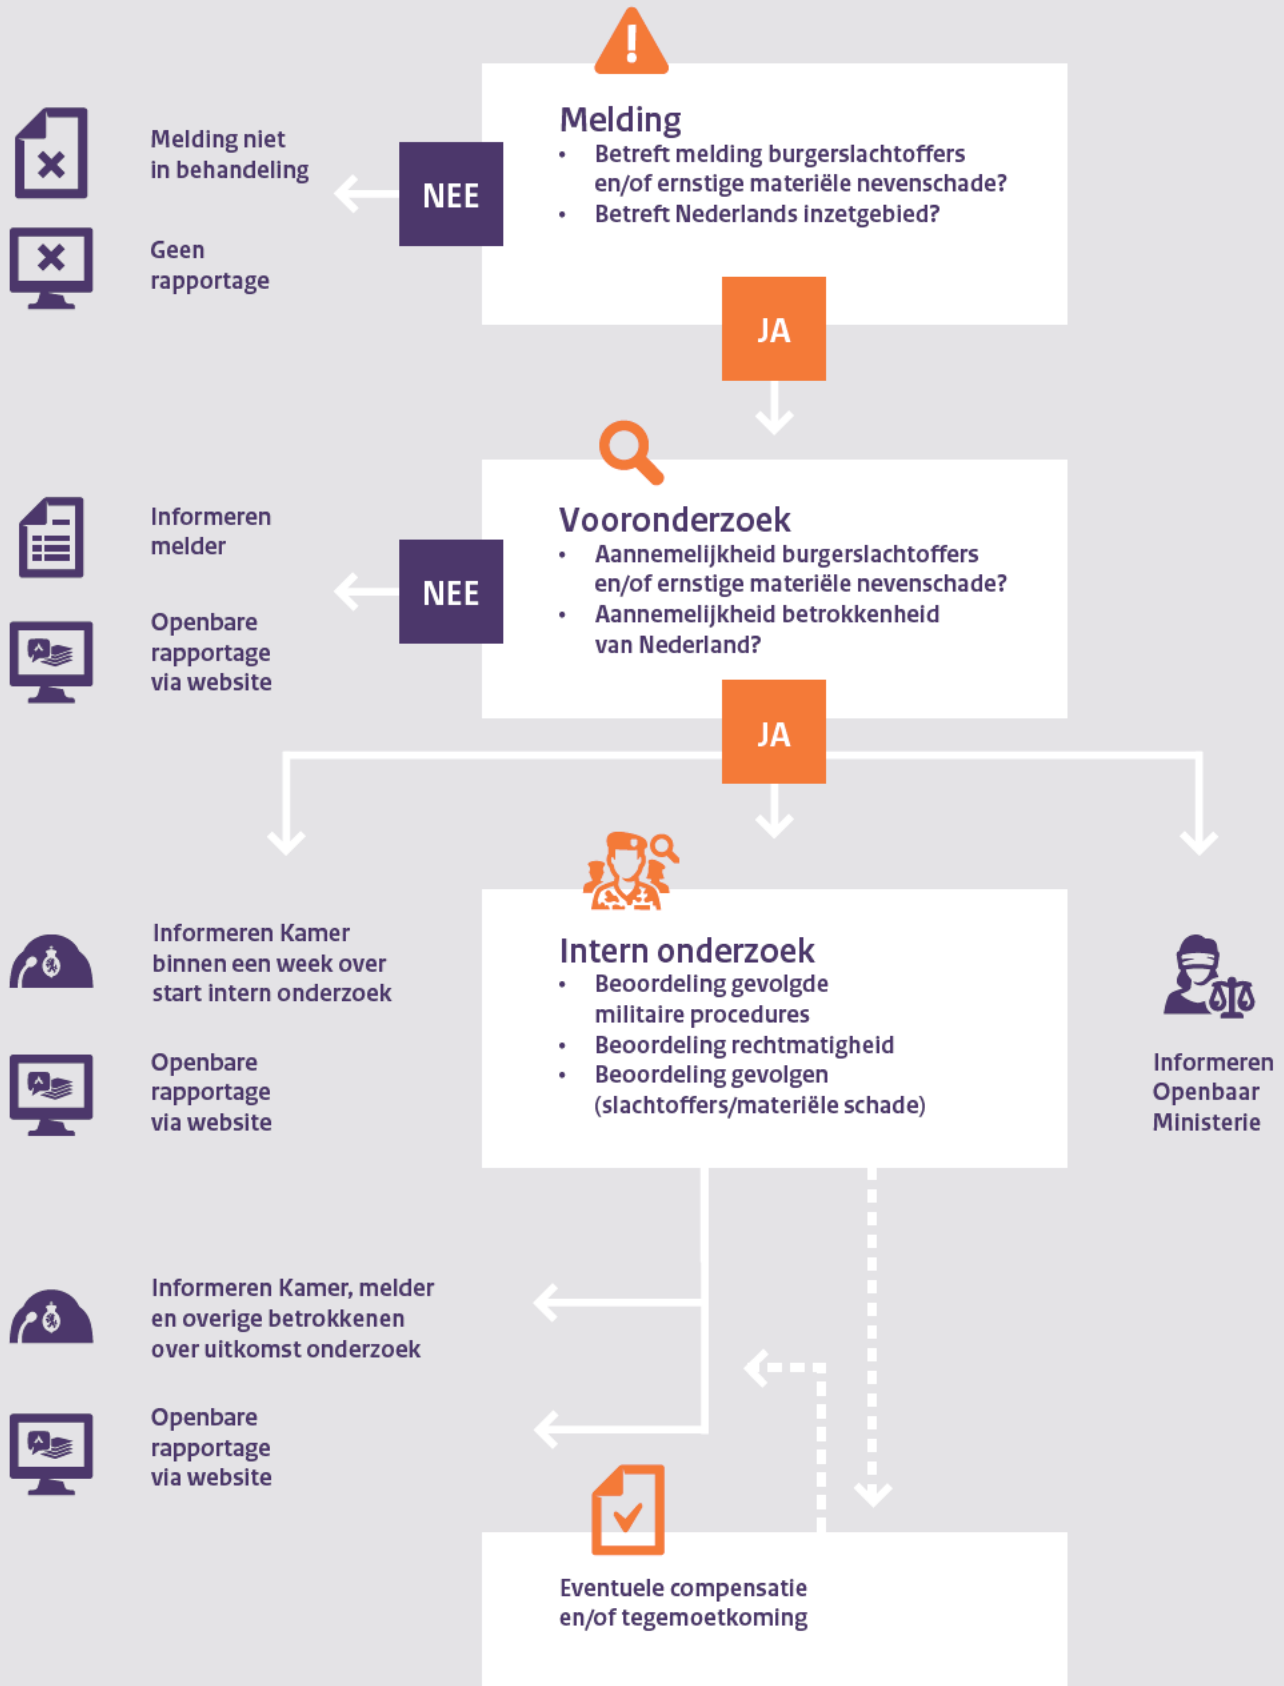 Melding
• Betreft melding burgerslachtoffers
en/of ernstige materiële nevenschade?
• Betreft Nederlands inzetgebied?
NEE
Melding niet
in behandeling
Geen
rapportage
JA
Vooronderzoek
• Aannemelijkheid burgerslachtoffers
en/of ernstige materiële nevenschade?
• Aannemelijkheid betrokkenheid
van Nederland?
NEE
Informeren
melder
Openbare
rapportage
via website
JA
Informeren Kamer
binnen een week over
start intern onderzoek
Openbare
rapportage
via website
Intern onderzoek
• Beoordeling gevolgde
militaire procedures
• Beoordeling rechtmatigheid
• Beoordeling gevolgen
(slachtoffers/materiële schade)
Informeren
Openbaar
Ministerie
Informeren Kamer, melder
en overige betrokkenen
over uitkomst onderzoek
Openbare
rapportage
via website
Eventuele compensatie
en/of tegemoetkoming